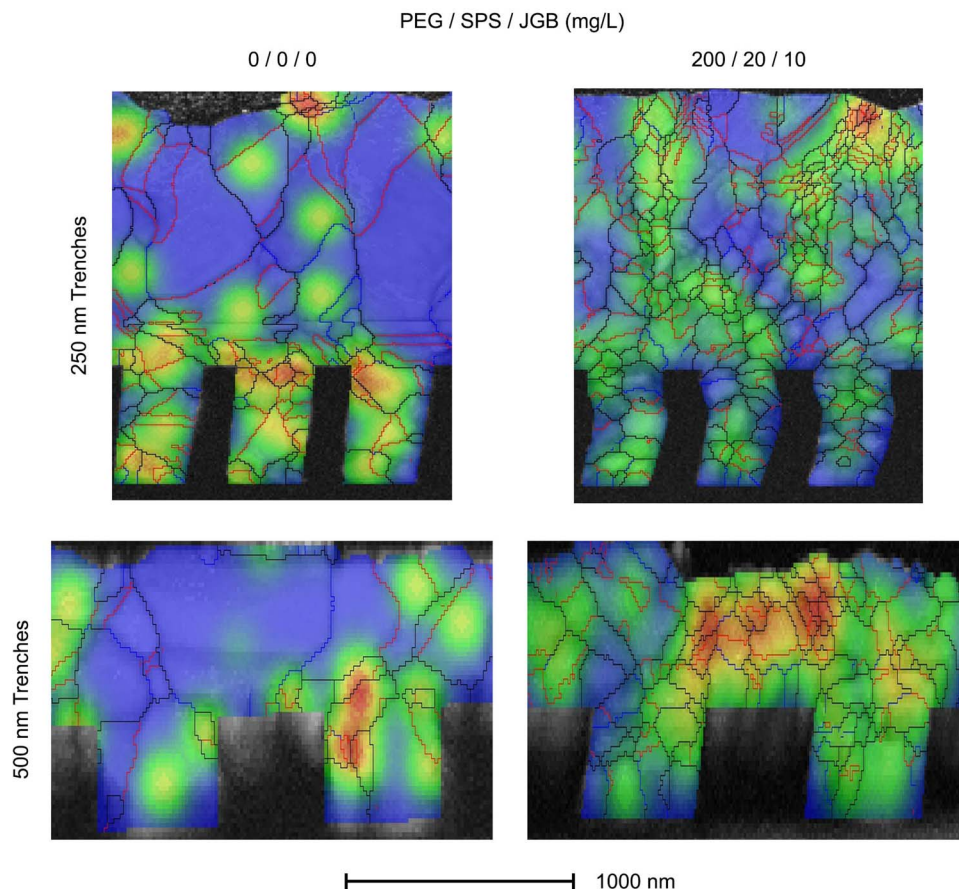 PEG / SPS / JGB (mg/L)
0 / 0 / 0
200 / 20 / 10
250 nm Trenches
500 nm Trenches
1000 nm